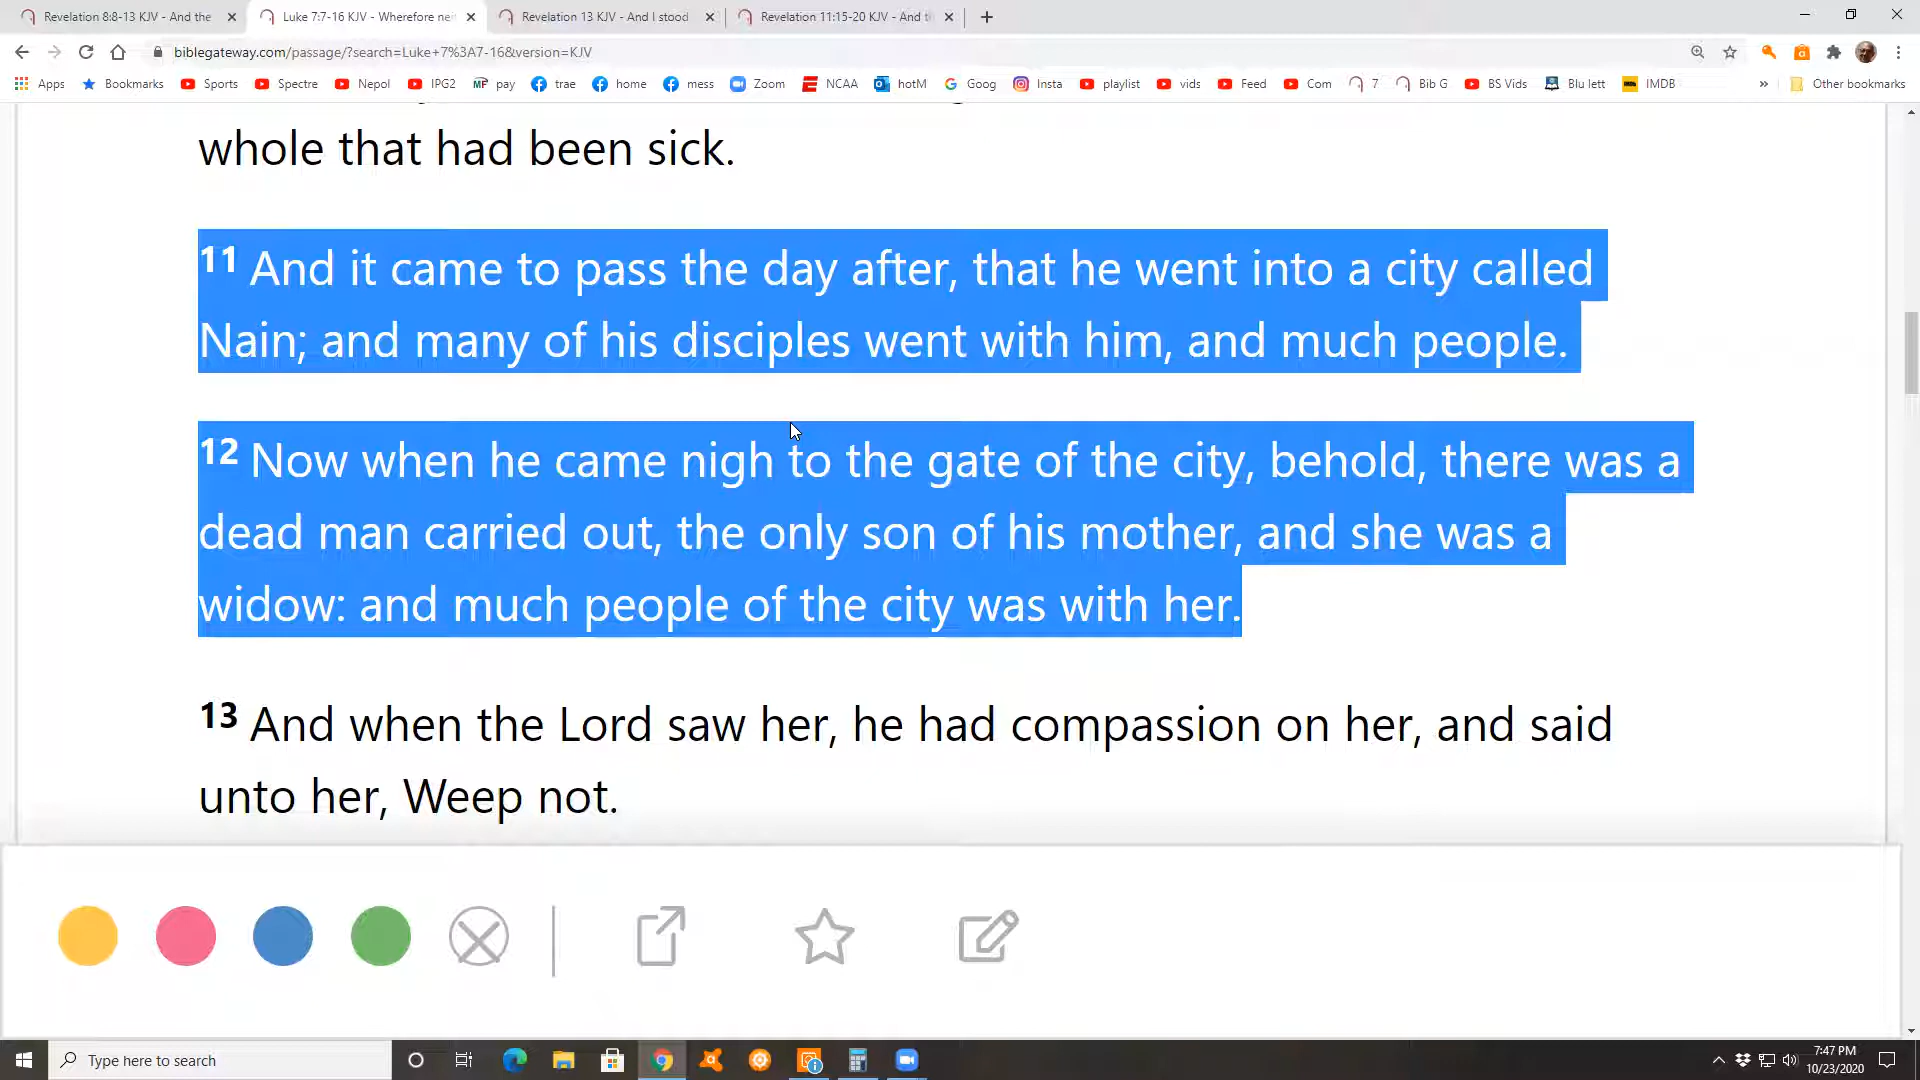 Revelation 8:8-13 KJV - And the
Luke 7:7-16 KJV - Wherefore nei
Revelation 13 KJV - And I stood
Revelation 11:15-20 KJV - And t
biblegateway.com/passage/?search=Luke+7%3A7-16&version=KJV
Apps Bookmarks Sports Spectre Nepol IPG2 pay trae home mess Zoom NCAA hotM Goog Insta playlist vids Feed Com 7 Bib G BS Vids Blu lett IMDB » Other bookmarks
whole that had been sick.
11 And it came to pass the day after, that he went into a city called
Nain; and many of his disciples went with him, and much people.
12 Now when he came nigh to the gate of the city, behold, there was a
dead man carried out, the only son of his mother, and she was a
widow: and much people of the city was with her.
13 And when the Lord saw her, he had compassion on her, and said
unto her, Weep not.
Type here to search
7:47 PM
10/23/2020